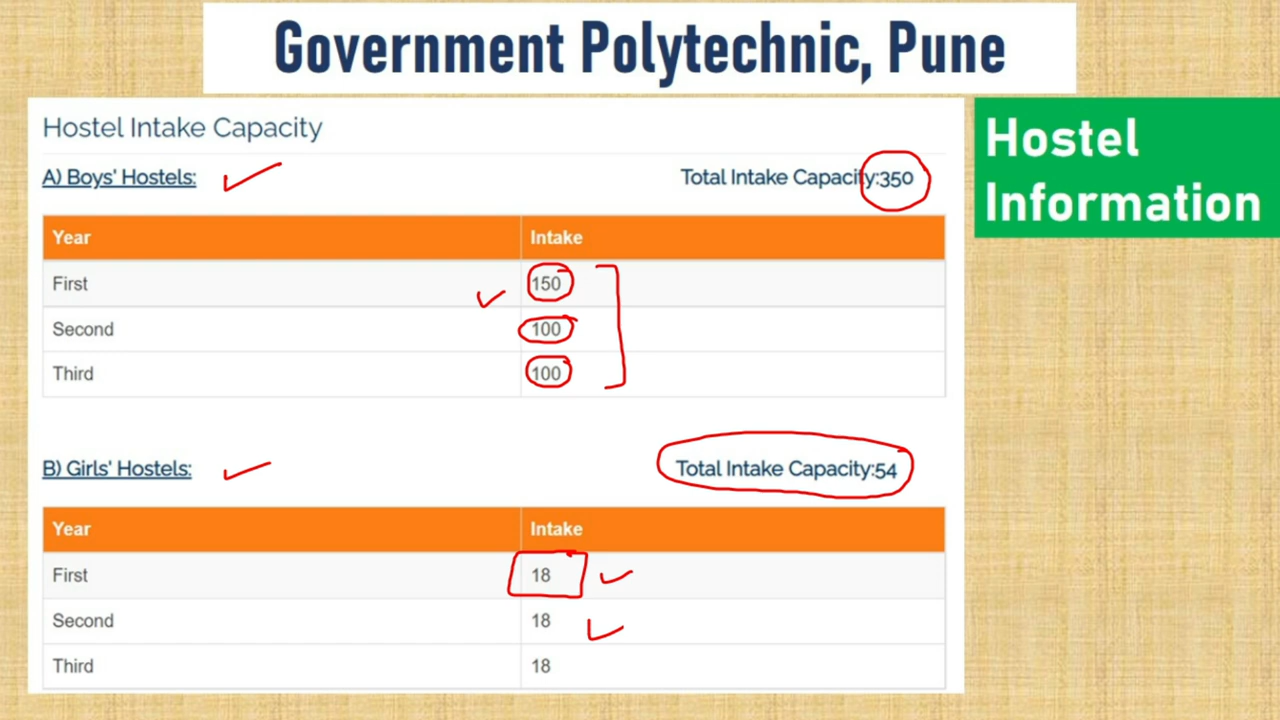 Government Polytechnic, Pune
Hostel Information
Hostel Intake Capacity
A) Boys' Hostels: Total Intake Capacity:350
Year Intake
First 150
Second 100
Third 100
B) Girls' Hostels: Total Intake Capacity:54
Year Intake
First 18
Second 18
Third 18